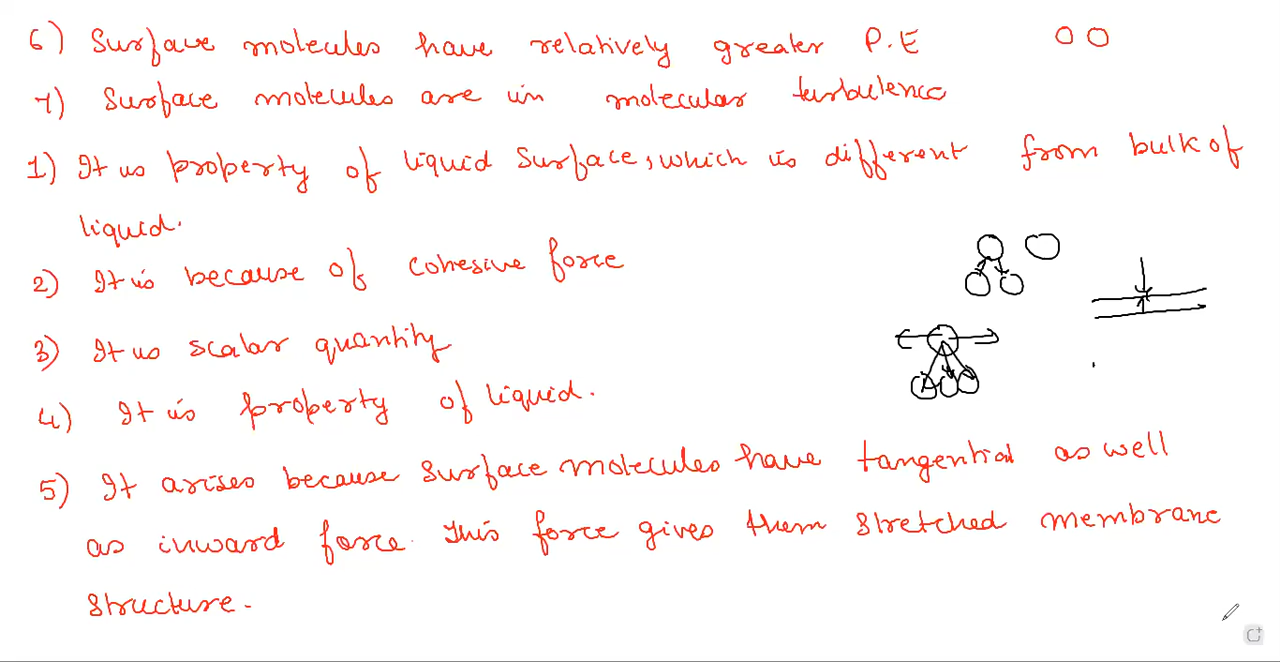 6) Surface molecules have relatively greater P.E
7) Surface molecules are in molecular turbulence
1) It is property of liquid surface, which is different from bulk of
liquid.
2) It is because of cohesive force
3) It is scalar quantity
4) It is property of liquid.
5) It arises because surface molecules have tangential as well
as inward force. This force gives them stretched membrane
structure.